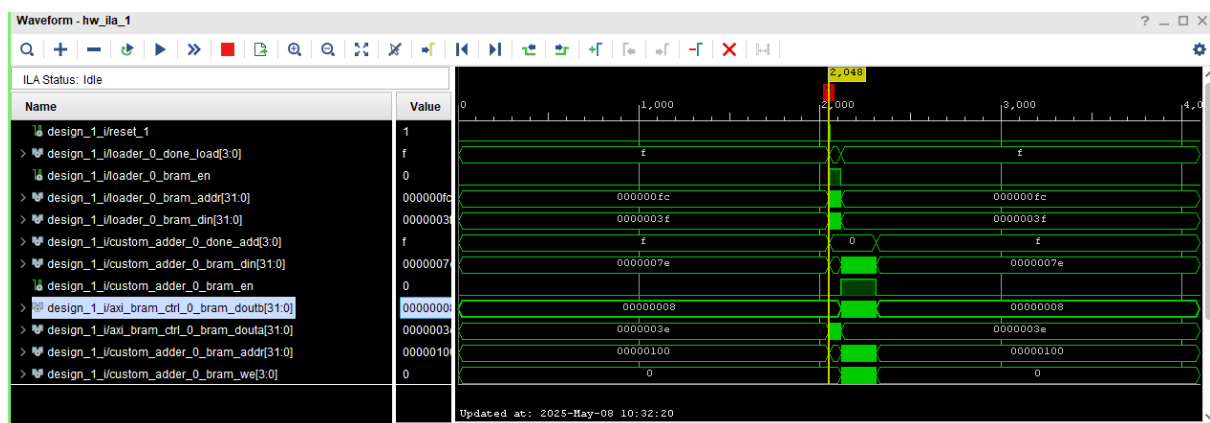 Waveform - hw_ila_1
ILA Status: Idle
2,048
Name Value 0 1,000 2,000 3,000 4,0
design_1_i/reset_1 1
design_1_i/loader_0_done_load[3:0] f f f
design_1_i/loader_0_bram_en 0
design_1_i/loader_0_bram_addr[31:0] 000000fc 000000fc 000000fc
design_1_i/loader_0_bram_din[31:0] 0000003f 0000003f 0000003f
design_1_i/custom_adder_0_done_add[3:0] f f 0 f
design_1_i/custom_adder_0_bram_din[31:0] 0000007e 0000007e 0000007e
design_1_i/custom_adder_0_bram_en 0
design_1_i/axi_bram_ctrl_0_bram_doutb[31:0] 00000008 00000008 00000008
design_1_i/axi_bram_ctrl_0_bram_douta[31:0] 0000003e 0000003e 0000003e
design_1_i/custom_adder_0_bram_addr[31:0] 00000100 00000100 00000100
design_1_i/custom_adder_0_bram_we[3:0] 0 0 0
Updated at: 2025-May-08 10:32:20